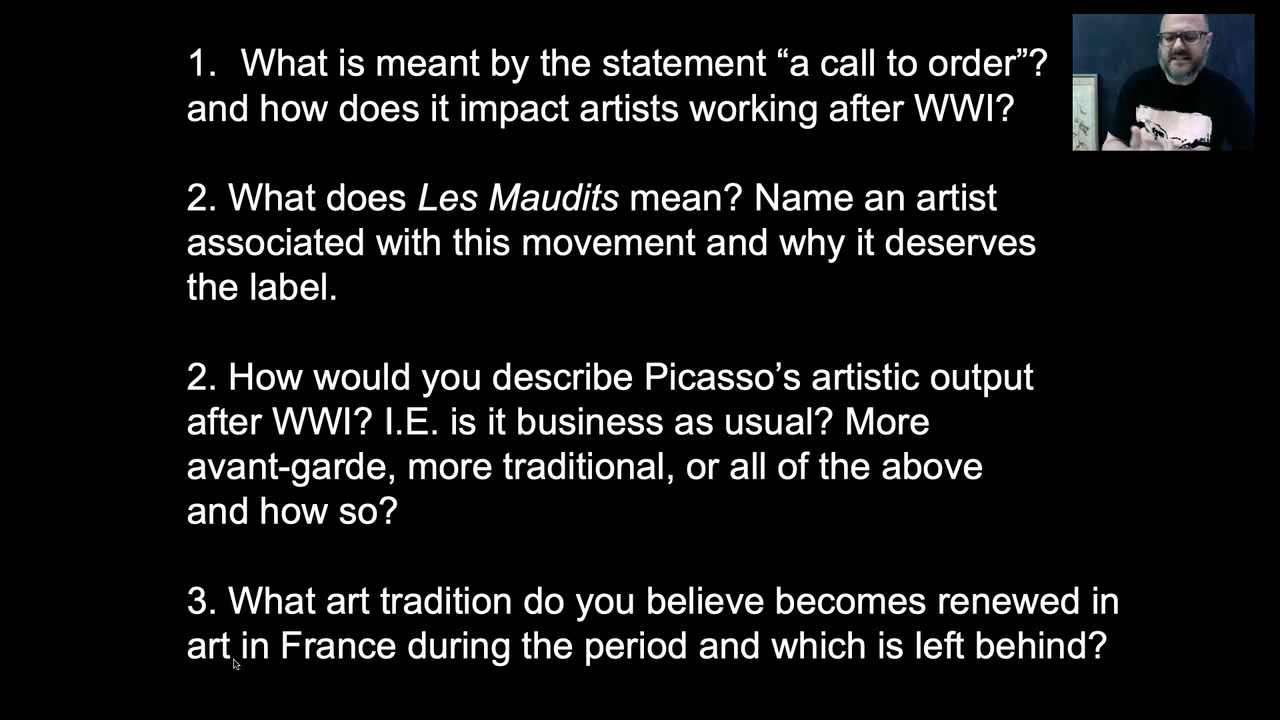 1. What is meant by the statement “a call to order”?
and how does it impact artists working after WWI?
2. What does Les Maudits mean? Name an artist
associated with this movement and why it deserves
the label.
2. How would you describe Picasso’s artistic output
after WWI? I.E. is it business as usual? More
avant-garde, more traditional, or all of the above
and how so?
3. What art tradition do you believe becomes renewed in
art in France during the period and which is left behind?